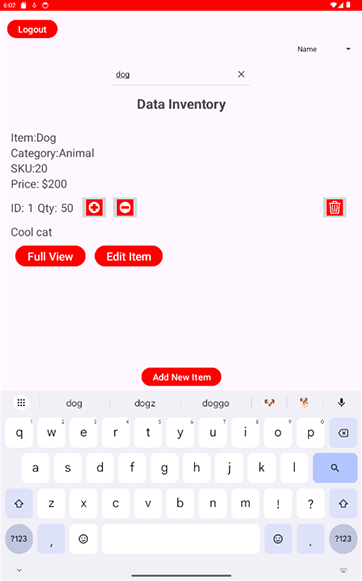 6:02
Logout
Name
dog
Data Inventory
Item:Dog
Category:Animal
SKU:20
Price: $200
ID: 1 Qty: 50
Cool cat
Full View Edit Item
Add New Item
dog dogz doggo
q 1 w 2 e 3 r 4 t 5 y 6 u 7 i 8 o 9 p 0
a s d f g h j k l
z x c v b n m ! ?
?123 , . ?123